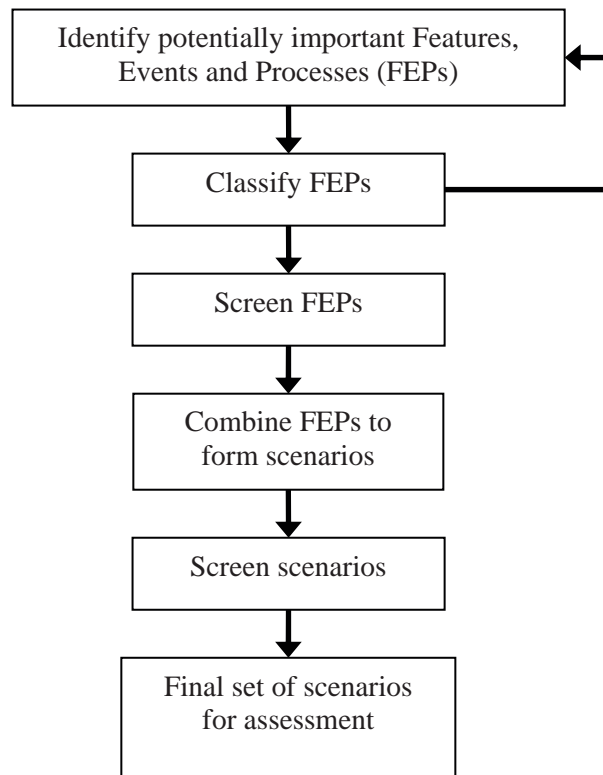 Identify potentially important Features,
Events and Processes (FEPs)
Classify FEPs
Screen FEPs
Combine FEPs to
form scenarios
Screen scenarios
Final set of scenarios
for assessment